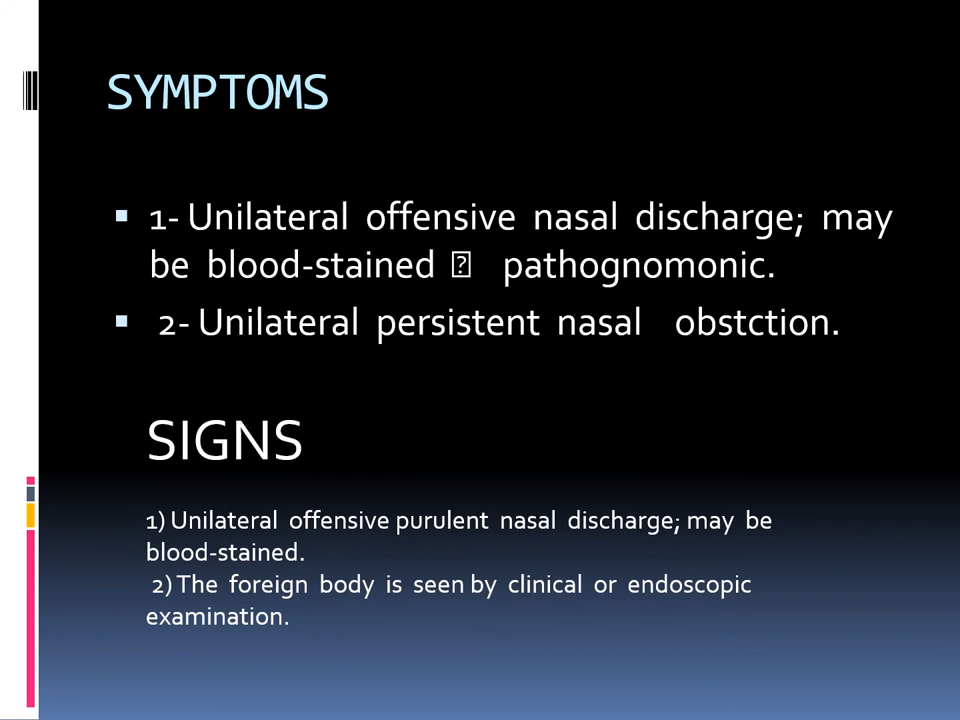 SYMPTOMS
▪ 1- Unilateral offensive nasal discharge; may
be blood-stained � pathognomonic.
▪ 2- Unilateral persistent nasal obstction.
SIGNS
1) Unilateral offensive purulent nasal discharge; may be
blood-stained.
2) The foreign body is seen by clinical or endoscopic
examination.